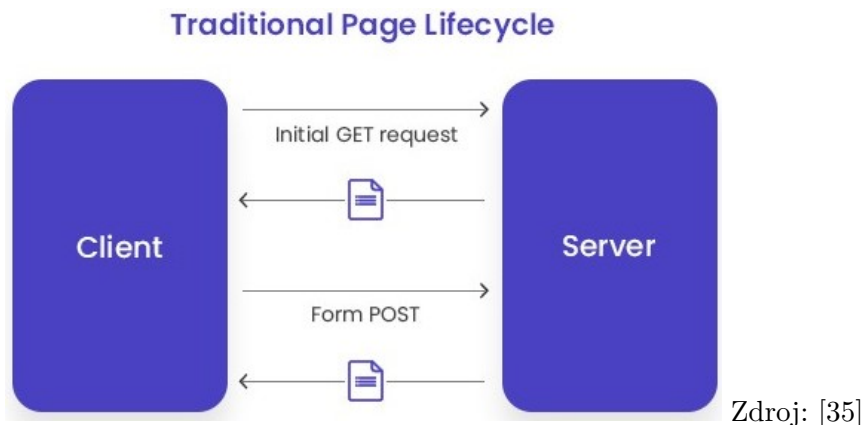 Traditional Page Lifecycle
Initial GET request
Client
Server
Form POST
Zdroj: [35]